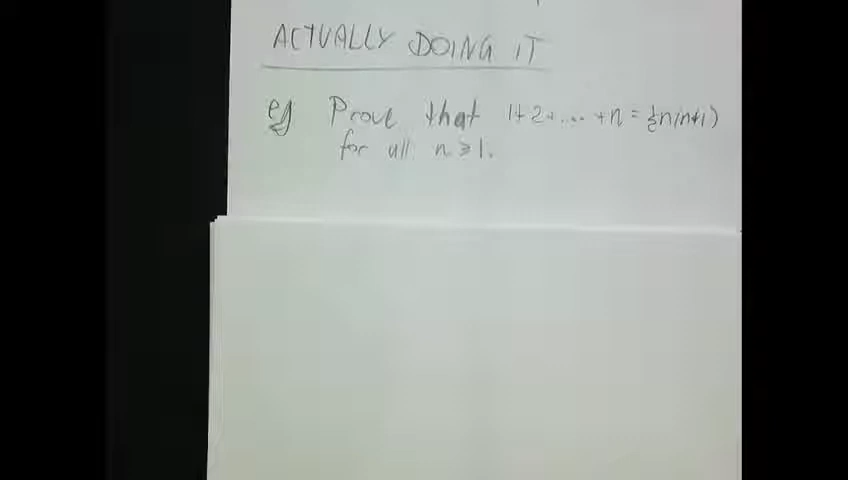 ACTUALLY DOING IT
eg Prove that 1+2+....+n = ½n(n+1)
for all n ≥ 1.